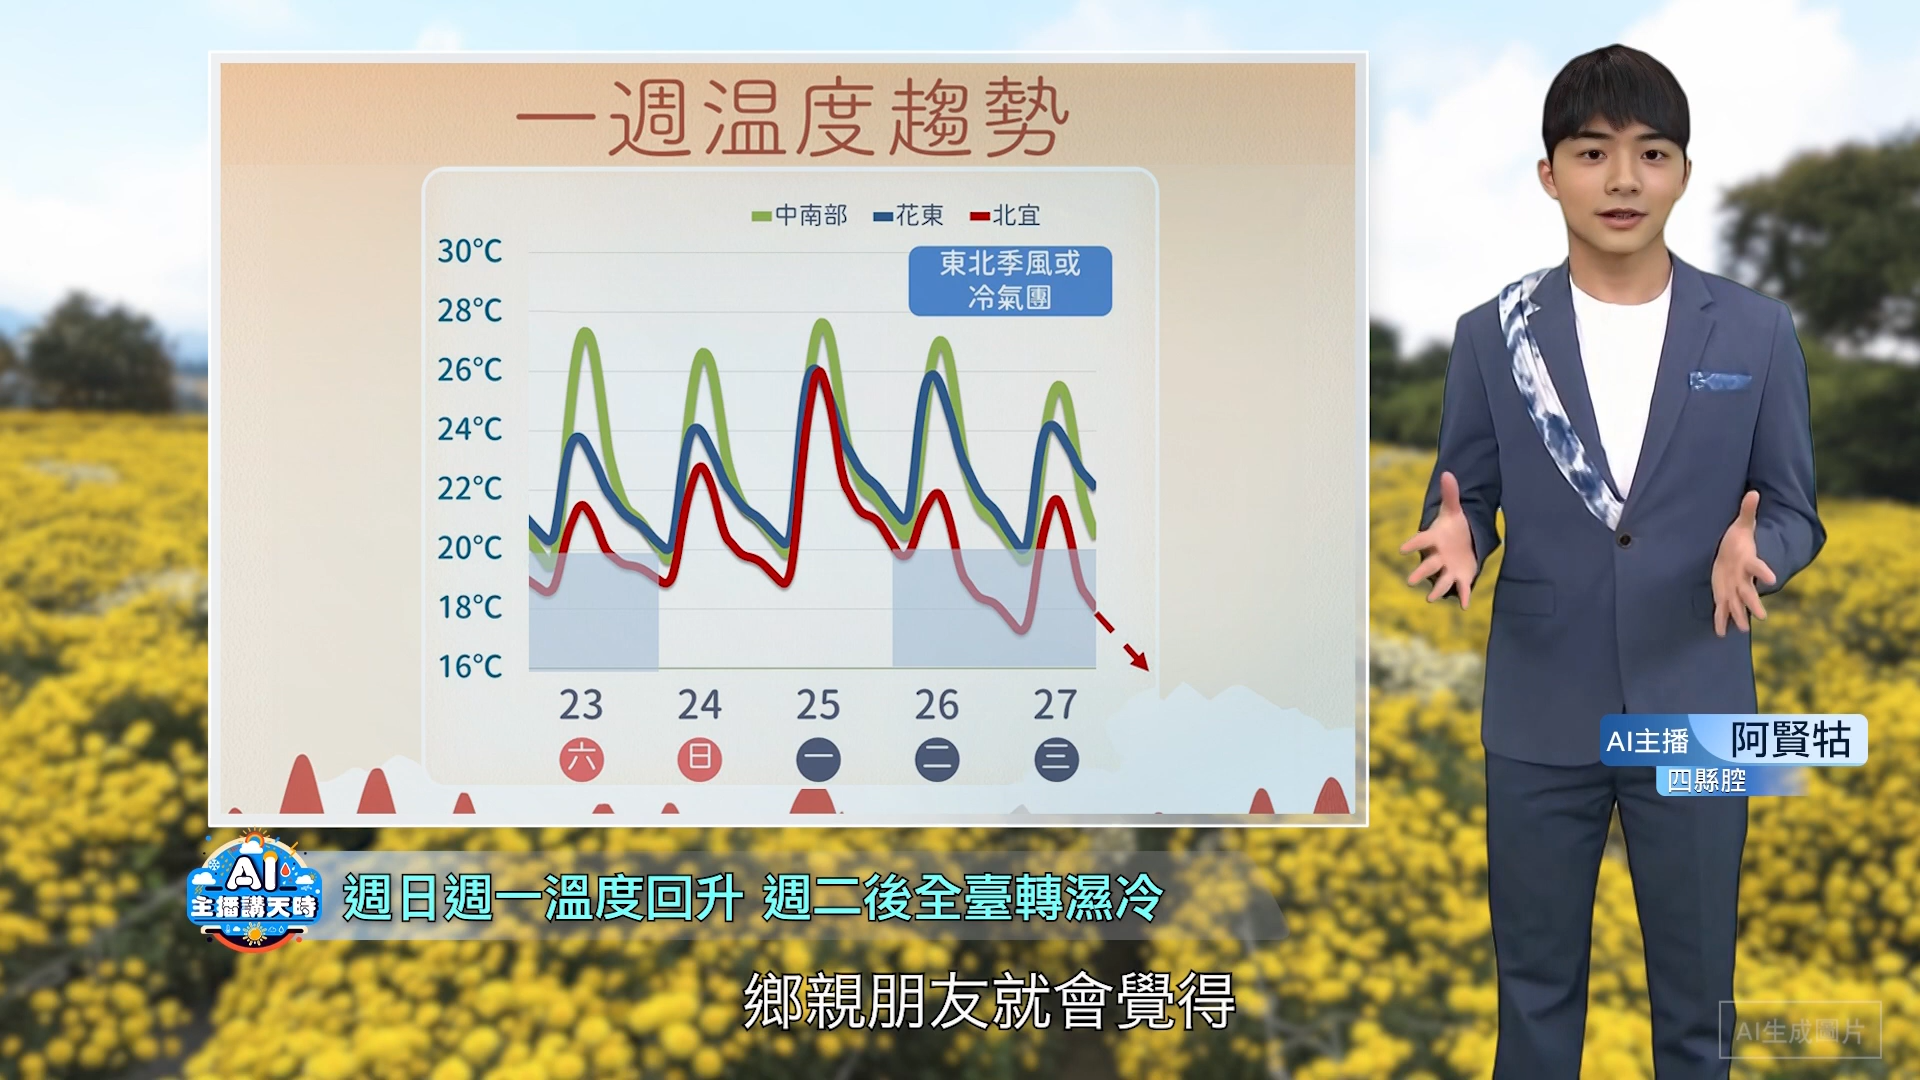 一週溫度趨勢
中南部 花東 北宜
30°C
東北季風或
冷氣團
28°C
26°C
24°C
22°C
20°C
18°C
16°C
23 24 25 26 27
六 日 一 二 三
AI主播 阿賢牯
四縣腔
AI
主播講天時
週日週一溫度回升 週二後全臺轉濕冷
鄉親朋友就會覺得
AI生成圖片